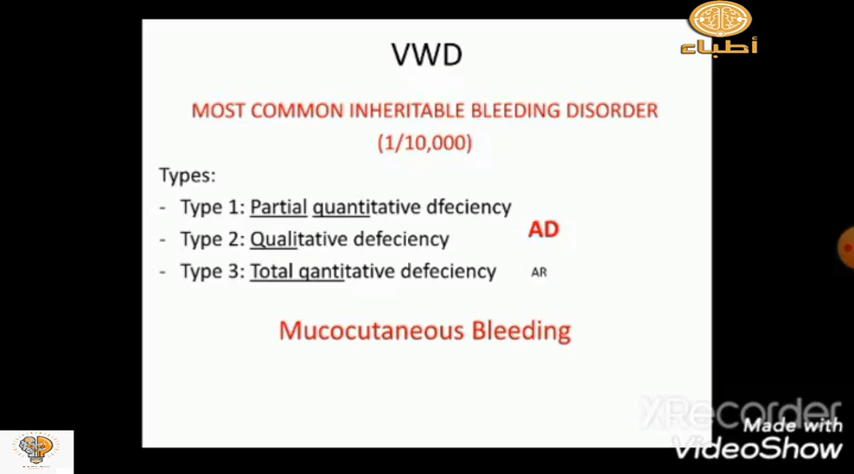 أطباء
VWD
MOST COMMON INHERITABLE BLEEDING DISORDER
(1/10,000)
Types:
- Type 1: Partial quantitative dfeciency
AD
- Type 2: Qualitative defeciency
- Type 3: Total qantitative defeciency AR
Mucocutaneous Bleeding
XRecorder
Made with
VideoShow